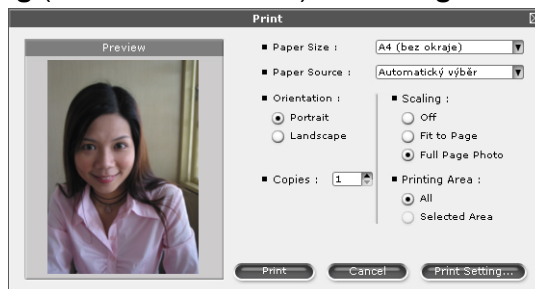 Print
Preview
Paper Size :
A4 (bez okraje)
Paper Source :
Automatický výběr
Orientation :
Portrait
Landscape
Scaling :
Off
Fit to Page
Full Page Photo
Copies :
1
Printing Area :
All
Selected Area
Print
Cancel
Print Setting...